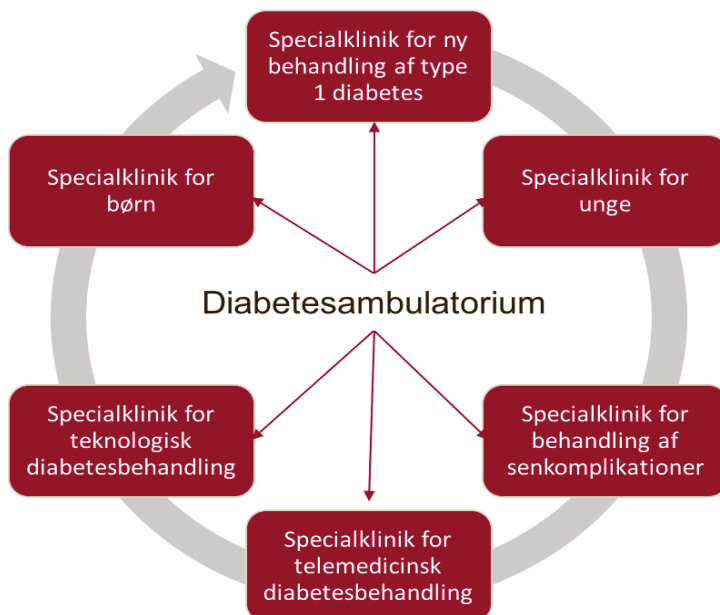 Specialklinik for ny
behandling af type
1 diabetes
Specialklinik for
børn
Specialklinik for
unge
Diabetesambulatorium
Specialklinik for
teknologisk
diabetesbehandling
Specialklinik for
behandling af
senkomplikationer
Specialklinik for
telemedicinsk
diabetesbehandling